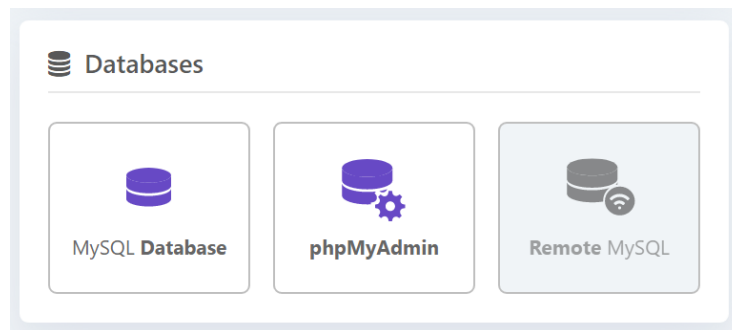 Databases
MySQL Database
phpMyAdmin
Remote MySQL